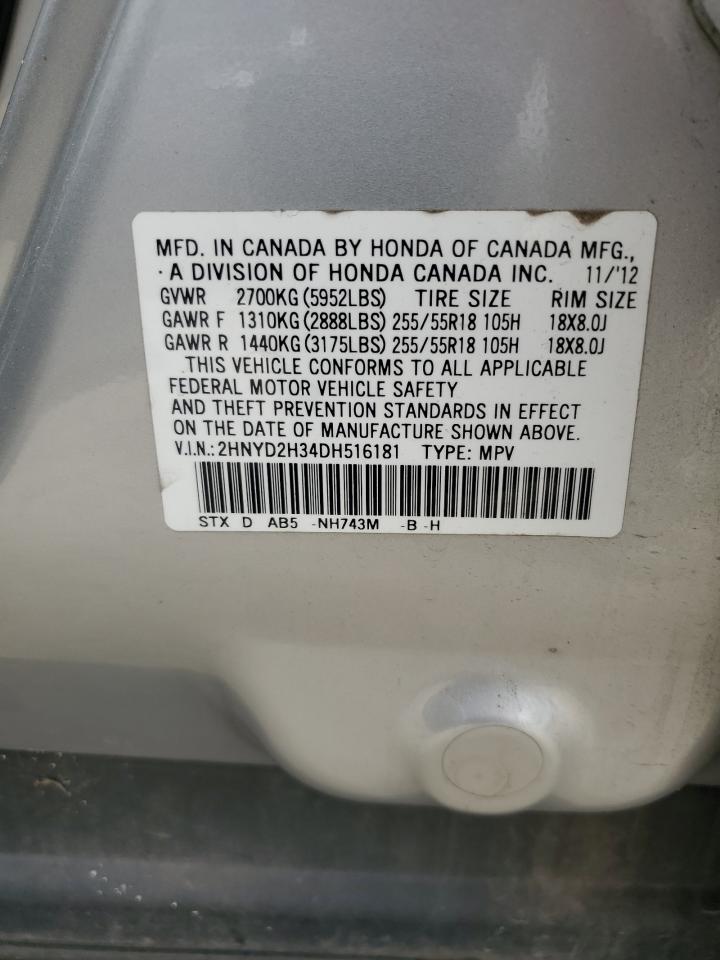 MFD. IN CANADA BY HONDA OF CANADA MFG.,
·A DIVISION OF HONDA CANADA INC. 11/'12
GVWR 2700KG (5952LBS) TIRE SIZE RIM SIZE
GAWR F 1310KG (2888LBS) 255/55R18 105H 18X8.0J
GAWR R 1440KG (3175LBS) 255/55R18 105H 18X8.0J
THIS VEHICLE CONFORMS TO ALL APPLICABLE
FEDERAL MOTOR VEHICLE SAFETY
AND THEFT PREVENTION STANDARDS IN EFFECT
ON THE DATE OF MANUFACTURE SHOWN ABOVE.
V.I.N.: 2HNYD2H34DH516181 TYPE: MPV
STX D AB5 -NH743M -B -H